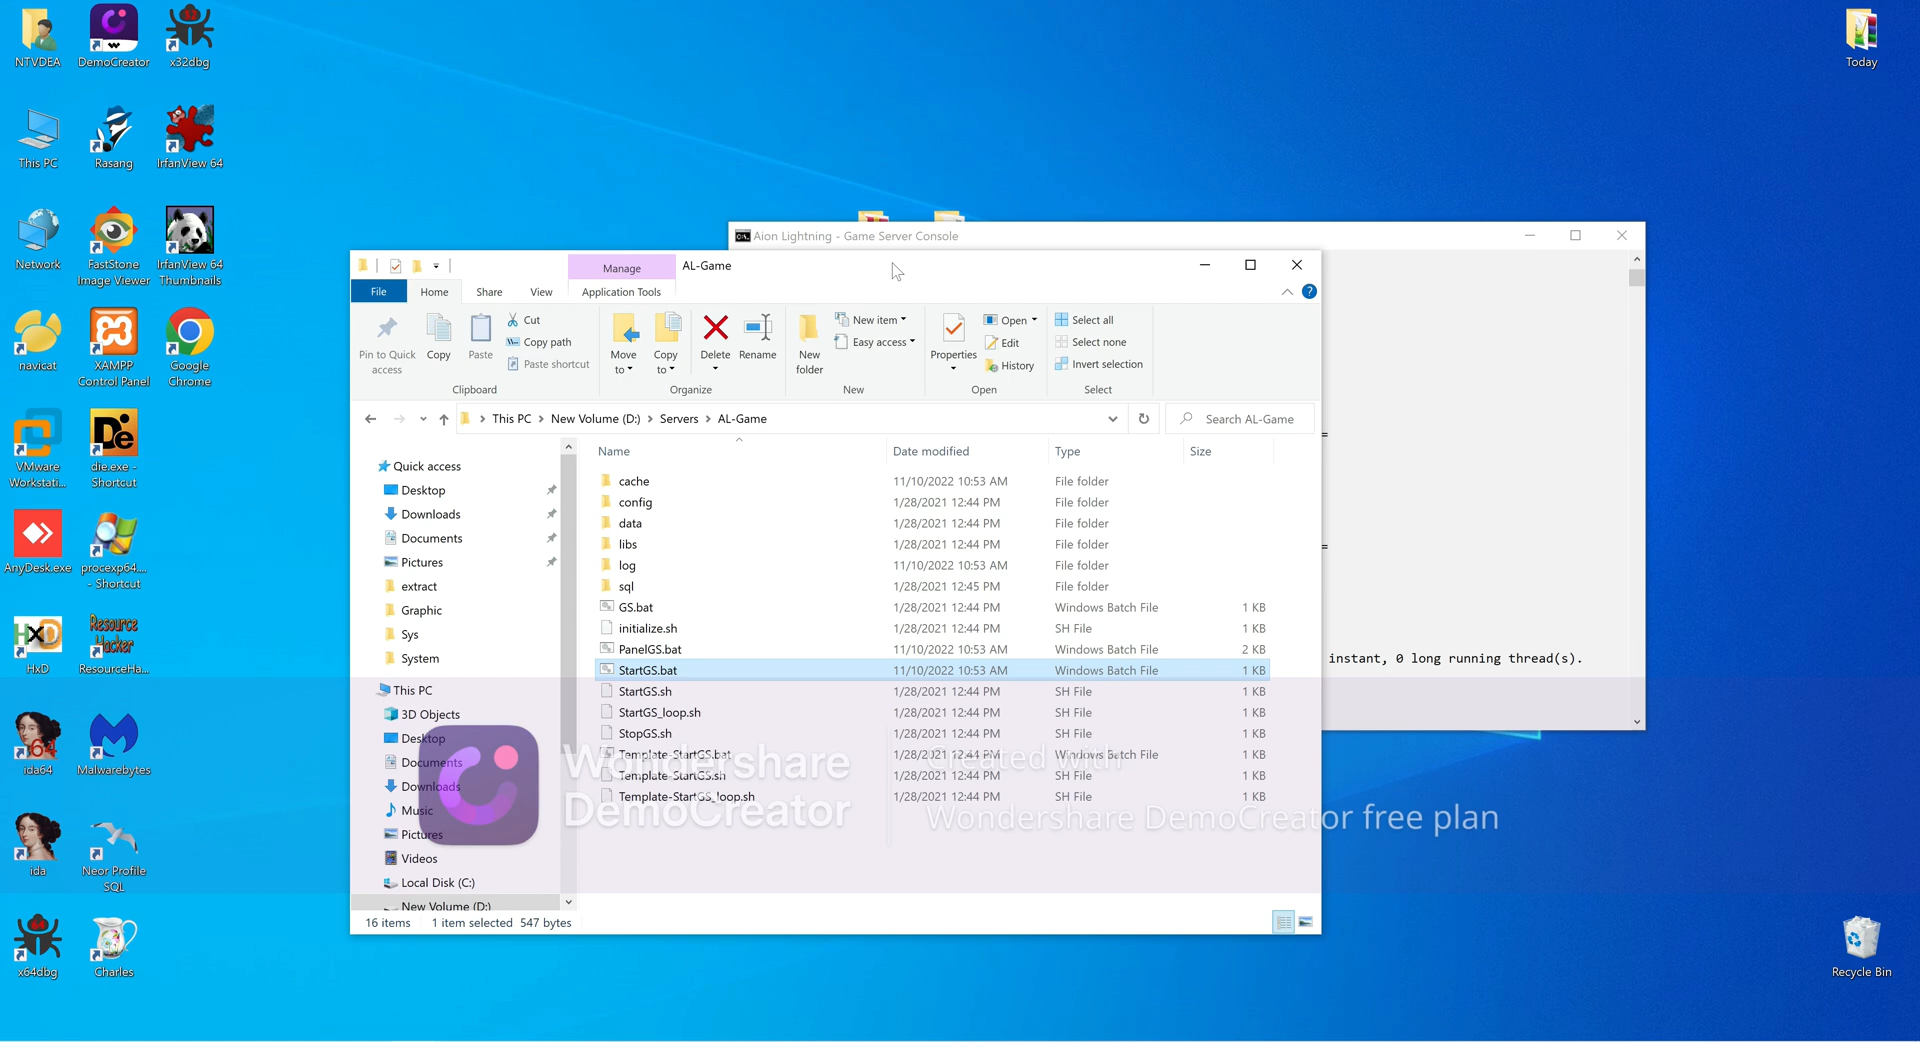 NTVDEA
DemoCreator
x32dbg
Today
This PC
Rasang
IrfanView 64
Network
FastStone
Image Viewer
IrfanView 64
Thumbnails
navicat
XAMPP
Control Panel
Google
Chrome
VMware
Workstati...
die.exe -
Shortcut
AnyDesk.exe
procexp64....
- Shortcut
HxD
ResourceHa...
ida64
Malwarebytes
ida
Neor Profile
SQL
x64dbg
Charles
Recycle Bin
Aion Lightning - Game Server Console
instant, 0 long running thread(s).
Manage
AL-Game
File
Home
Share
View
Application Tools
Pin to Quick
access
Copy
Paste
Cut
Copy path
Paste shortcut
Clipboard
Move
to
Copy
to
Delete
Rename
Organize
New
folder
New item
Easy access
New
Properties
Open
Edit
History
Open
Select all
Select none
Invert selection
Select
This PC > New Volume (D:) > Servers > AL-Game
Search AL-Game
Quick access
Desktop
Downloads
Documents
Pictures
extract
Graphic
Sys
System
This PC
3D Objects
Desktop
Documents
Downloads
Music
Pictures
Videos
Local Disk (C:)
New Volume (D:)
Name Date modified Type Size
cache 11/10/2022 10:53 AM File folder
config 1/28/2021 12:44 PM File folder
data 1/28/2021 12:44 PM File folder
libs 1/28/2021 12:44 PM File folder
log 11/10/2022 10:53 AM File folder
sql 1/28/2021 12:45 PM File folder
GS.bat 1/28/2021 12:44 PM Windows Batch File 1 KB
initialize.sh 1/28/2021 12:44 PM SH File 1 KB
PanelGS.bat 11/10/2022 10:53 AM Windows Batch File 2 KB
StartGS.bat 11/10/2022 10:53 AM Windows Batch File 1 KB
StartGS.sh 1/28/2021 12:44 PM SH File 1 KB
StartGS_loop.sh 1/28/2021 12:44 PM SH File 1 KB
StopGS.sh 1/28/2021 12:44 PM SH File 1 KB
Template-StartGS.bat 1/28/2021 12:44 PM Windows Batch File 1 KB
Template-StartGS.sh 1/28/2021 12:44 PM SH File 1 KB
Template-StartGS_loop.sh 1/28/2021 12:44 PM SH File 1 KB
16 items 1 item selected 547 bytes
Wondershare
DemoCreator
Created with
Wondershare DemoCreator free plan